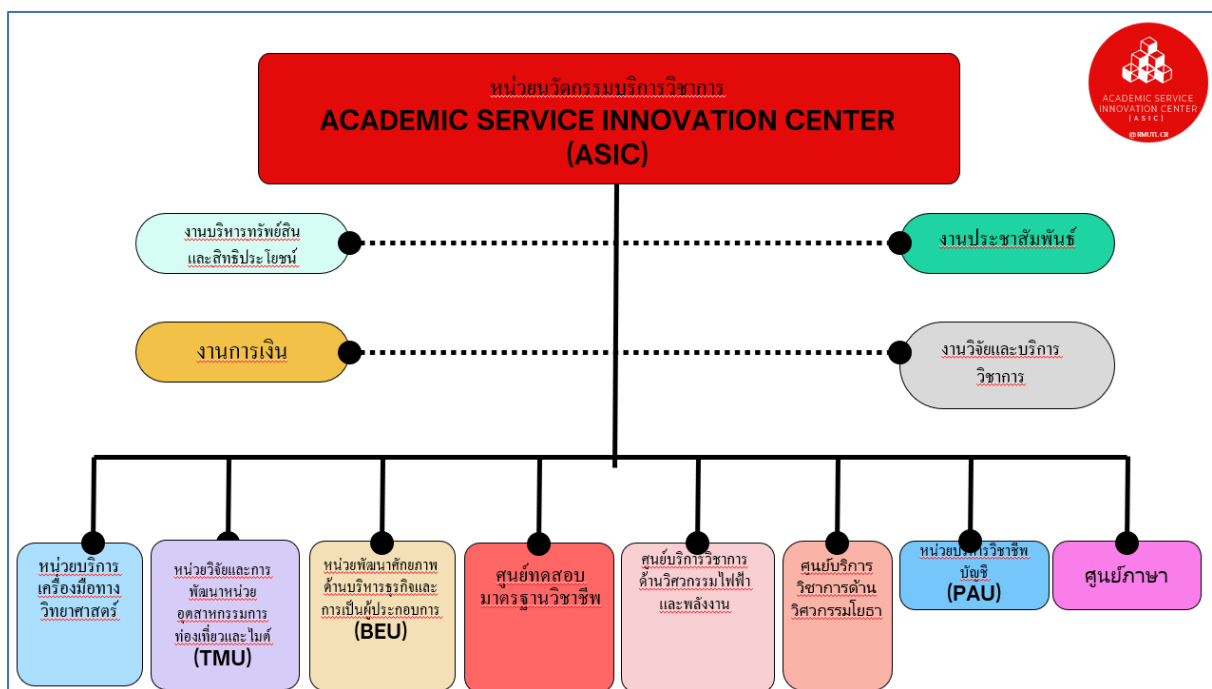 หน่วยนวัตกรรมบริการวิชาการ
ACADEMIC SERVICE INNOVATION CENTER
(ASIC)
ACADEMIC SERVICE
INNOVATION CENTER
(ASIC)
@RMUTL CR
งานบริหารทรัพย์สิน
และสิทธิประโยชน์
งานประชาสัมพันธ์
งานการเงิน
งานวิจัยและบริการ
วิชาการ
หน่วยบริการ
เครื่องมือทาง
วิทยาศาสตร์
หน่วยวิจัยและการ
พัฒนาหน่วย
อุตสาหกรรมการ
ท่องเที่ยวและไมค์
(TMU)
หน่วยพัฒนาศักยภาพ
ด้านบริหารธุรกิจและ
การเป็นผู้ประกอบการ
(BEU)
ศูนย์ทดสอบ
มาตรฐานวิชาชีพ
ศูนย์บริการวิชาการ
ด้านวิศวกรรมไฟฟ้า
และพลังงาน
ศูนย์บริการ
วิชาการด้าน
วิศวกรรมโยธา
หน่วยบริหารวิชาชีพ
บัญชี
(PAU)
ศูนย์ภาษา